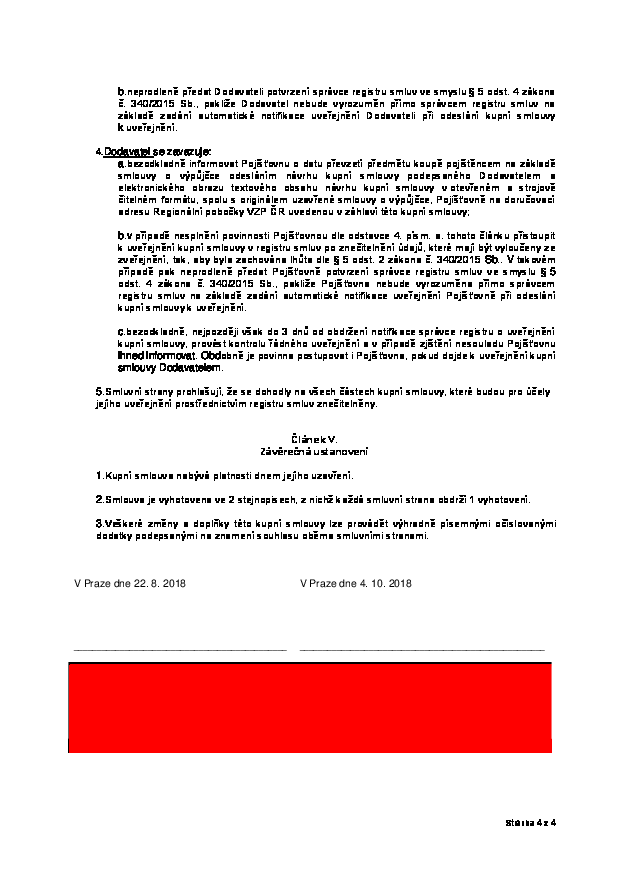 b.neprodleně předat Dodavateli potvrzení správce registru smluv ve smyslu § 5 odst. 4 zákona
č. 340/2015 Sb., pakliže Dodavatel nebude vyrozuměn přímo správcem registru smluv na
základě zadání automatické notifikace uveřejnění Dodavateli při odeslání kupní smlouvy
k uveřejnění.
4.Dodavatel se zavazuje:
a.bezodkladně informovat Pojišťovnu o datu převzetí předmětu koupě pojištěncem na základě
smlouvy o výpůjčce odesláním návrhu kupní smlouvy podepsaného Dodavatelem a
elektronického obrazu textového obsahu návrhu kupní smlouvy v otevřeném a strojově
čitelném formátu, spolu s originálem uzavřené smlouvy o výpůjčce, Pojišťovně na doručovací
adresu Regionální pobočky VZP ČR uvedenou v záhlaví této kupní smlouvy;
b.v případě nesplnění povinnosti Pojišťovnou dle odstavce 4. písm. a. tohoto článku přistoupit
k uveřejnění kupní smlouvy v registru smluv po znečitelnění údajů, které mají být vyloučeny ze
zveřejnění, tak, aby byla zachována lhůta dle § 5 odst. 2 zákona č. 340/2015 Sb.. V takovém
případě pak neprodleně předat Pojišťovně potvrzení správce registru smluv ve smyslu § 5
odst. 4 zákona č. 340/2015 Sb., pakliže Pojišťovna nebude vyrozuměna přímo správcem
registru smluv na základě zadání automatické notifikace uveřejnění Pojišťovně při odeslání
kupní smlouvy k uveřejnění.
c.bezodkladně, nejpozději však do 3 dnů od obdržení notifikace správce registru o uveřejnění
kupní smlouvy, provést kontrolu řádného uveřejnění a v případě zjištění nesouladu Pojišťovnu
ihned informovat. Obdobně je povinna postupovat i Pojišťovna, pokud dojde k uveřejnění kupní
smlouvy Dodavatelem.
5.Smluvní strany prohlašují, že se dohodly na všech částech kupní smlouvy, které budou pro účely
jejího uveřejnění prostřednictvím registru smluv znečitelněny.
Článek V.
Závěrečná ustanovení
1.Kupní smlouva nabývá platnosti dnem jejího uzavření.
2.Smlouva je vyhotovena ve 2 stejnopisech, z nichž každá smluvní strana obdrží 1 vyhotovení.
3.Veškeré změny a doplňky této kupní smlouvy lze provádět výhradně písemnými očíslovanými
dodatky podepsanými na znamení souhlasu oběma smluvními stranami.
V Praze dne 22. 8. 2018 V Praze dne 4. 10. 2018
Stránka 4 z 4